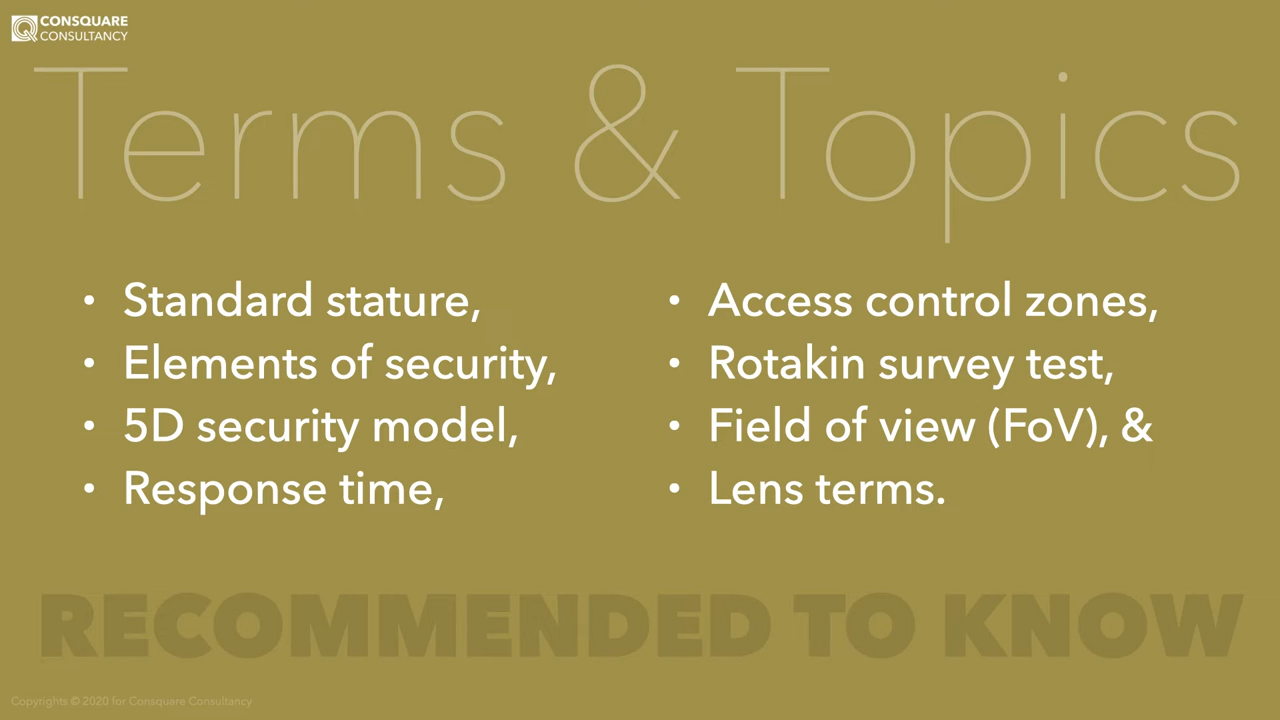 CONSQUARE
CONSULTANCY
Terms & Topics
• Standard stature,
• Elements of security,
• 5D security model,
• Response time,
• Access control zones,
• Rotakin survey test,
• Field of view (FoV), &
• Lens terms.
RECOMMENDED TO KNOW
Copyrights © 2020 for Consquare Consultancy